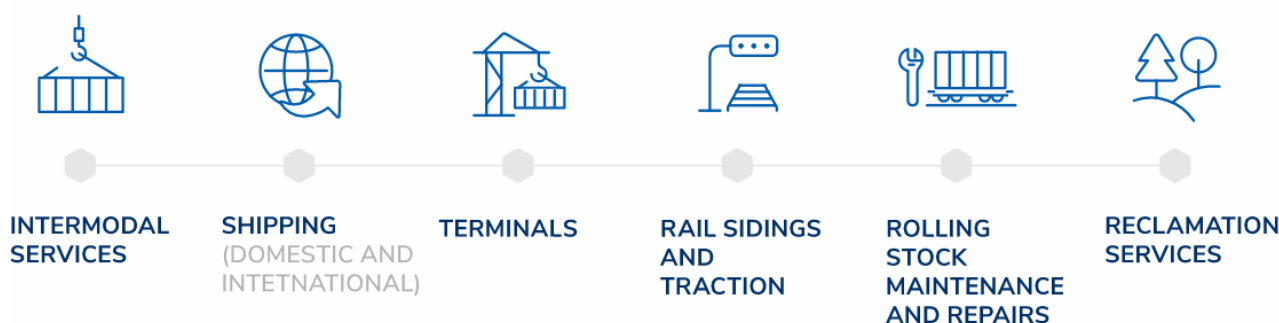 INTERMODAL
SERVICES
SHIPPING
(DOMESTIC AND
INTETNATIONAL)
TERMINALS
RAIL SIDINGS
AND
TRACTION
ROLLING
STOCK
MAINTENANCE
AND REPAIRS
RECLAMATION
SERVICES